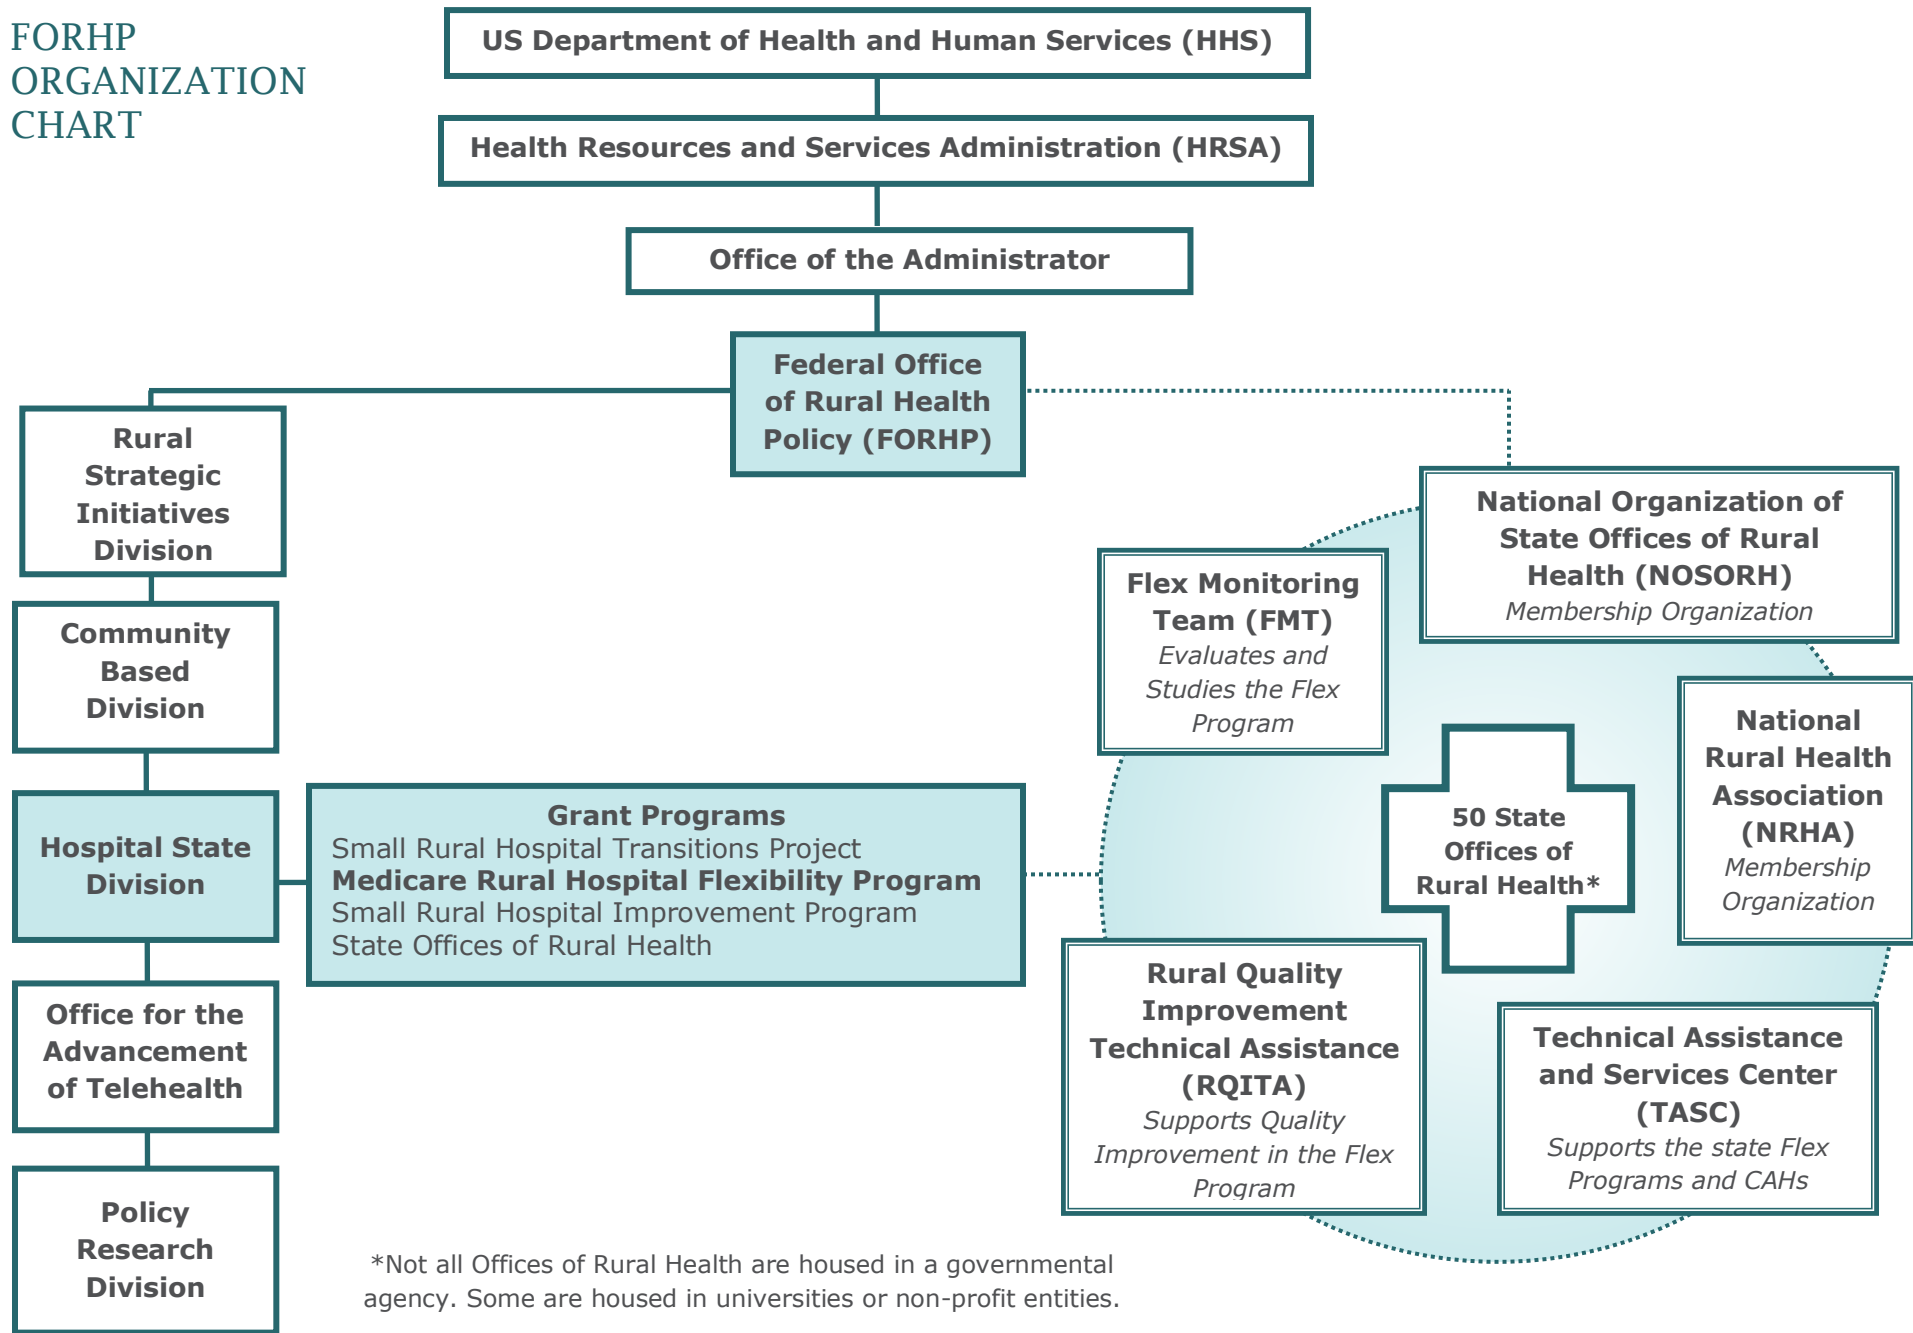 FORHP
ORGANIZATION
CHART
US Department of Health and Human Services (HHS)
Health Resources and Services Administration (HRSA)
Office of the Administrator
Federal Office
of Rural Health
Policy (FORHP)
Rural
Strategic
Initiatives
Division
Community
Based
Division
Hospital State
Division
Office for the
Advancement
of Telehealth
Policy
Research
Division
Grant Programs
Small Rural Hospital Transitions Project
Medicare Rural Hospital Flexibility Program
Small Rural Hospital Improvement Program
State Offices of Rural Health
National Organization of
State Offices of Rural
Health (NOSORH)
Membership Organization
Flex Monitoring
Team (FMT)
Evaluates and
Studies the Flex
Program
National
Rural Health
Association
(NRHA)
Membership
Organization
50 State
Offices of
Rural Health*
Rural Quality
Improvement
Technical Assistance
(RQITA)
Supports Quality
Improvement in the Flex
Program
Technical Assistance
and Services Center
(TASC)
Supports the state Flex
Programs and CAHs
*Not all Offices of Rural Health are housed in a governmental
agency. Some are housed in universities or non-profit entities.